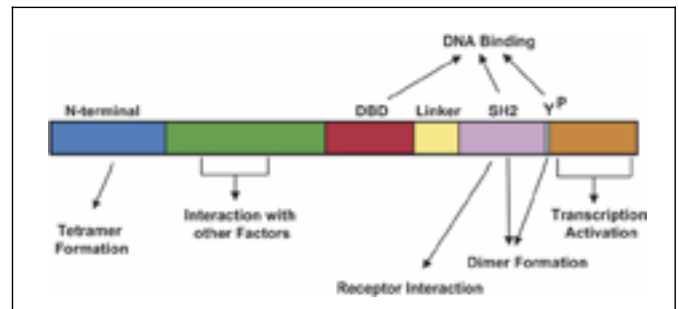 DNA Binding
N-terminal DBD Linker SH2 Y P
Tetramer
Formation
Interaction with
other Factors
Transcription
Activation
Dimer Formation
Receptor Interaction